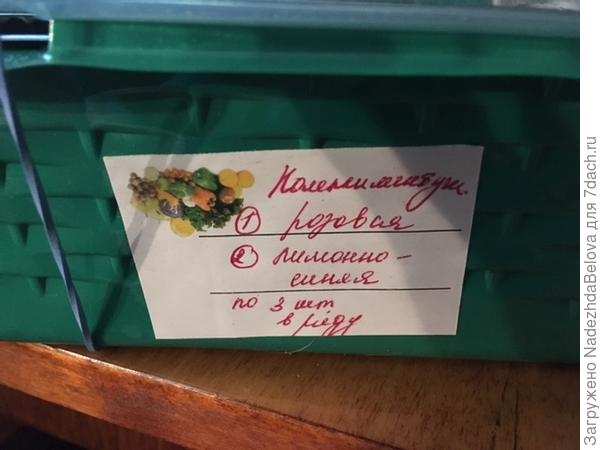 ① розовая
② лимонно-
синяя
по 3 шт
в ряду
Загружено NadezhdaBelova для 7dach.ru